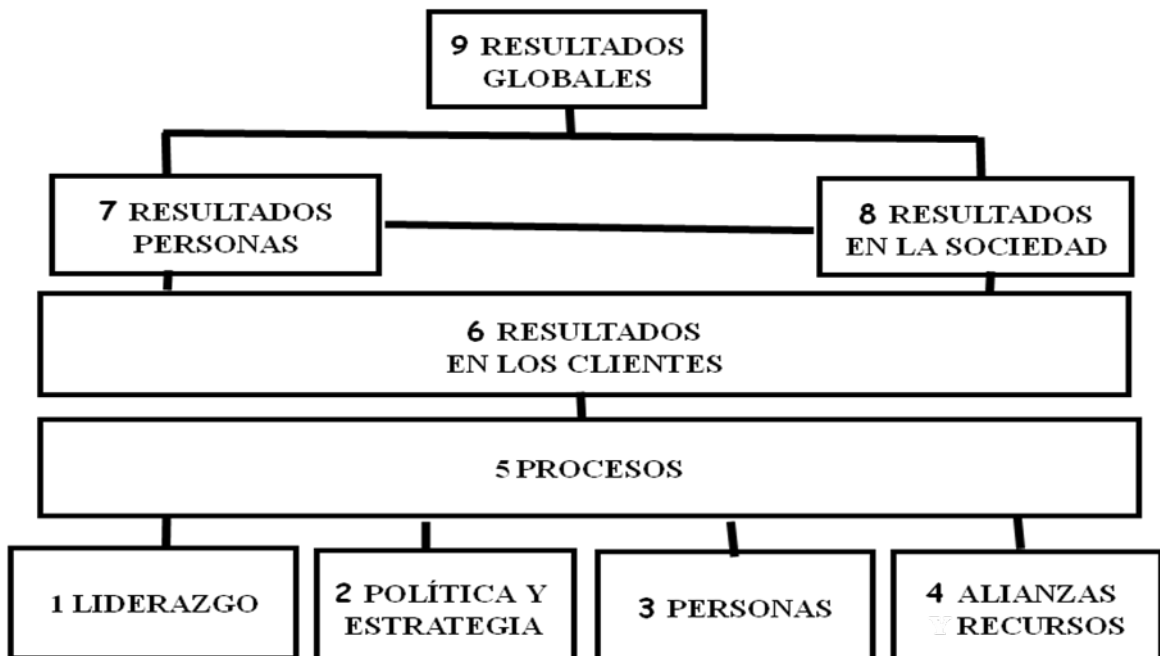 9 RESULTADOS
GLOBALES
7 RESULTADOS
PERSONAS
8 RESULTADOS
EN LA SOCIEDAD
6 RESULTADOS
EN LOS CLIENTES
5 PROCESOS
1 LIDERAZGO
2 POLÍTICA Y
ESTRATEGIA
3 PERSONAS
4 ALIANZAS
Y RECURSOS